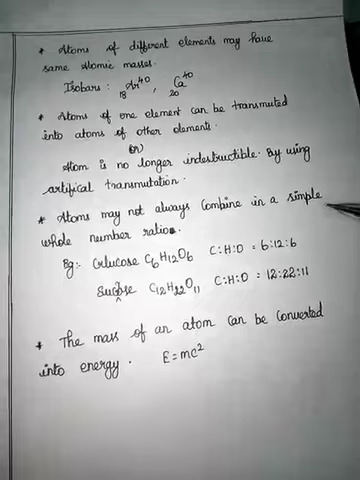 * Atoms of different elements may have
same atomic masses.
Isobars : ₁₈Ar⁴⁰, ₂₀Ca⁴⁰
* Atoms of one element can be transmuted
into atoms of other elements.
(or)
Atom is no longer indestructible. By using
artifical transmutation.
* Atoms may not always combine in a simple
whole number ratio.
Eg:- Glucose C₆H₁₂O₆ C:H:O = 6:12:6
Sucrose C₁₂H₂₂O₁₁ C:H:O = 12:22:11
* The mass of an atom can be converted
into energy. E=mc²